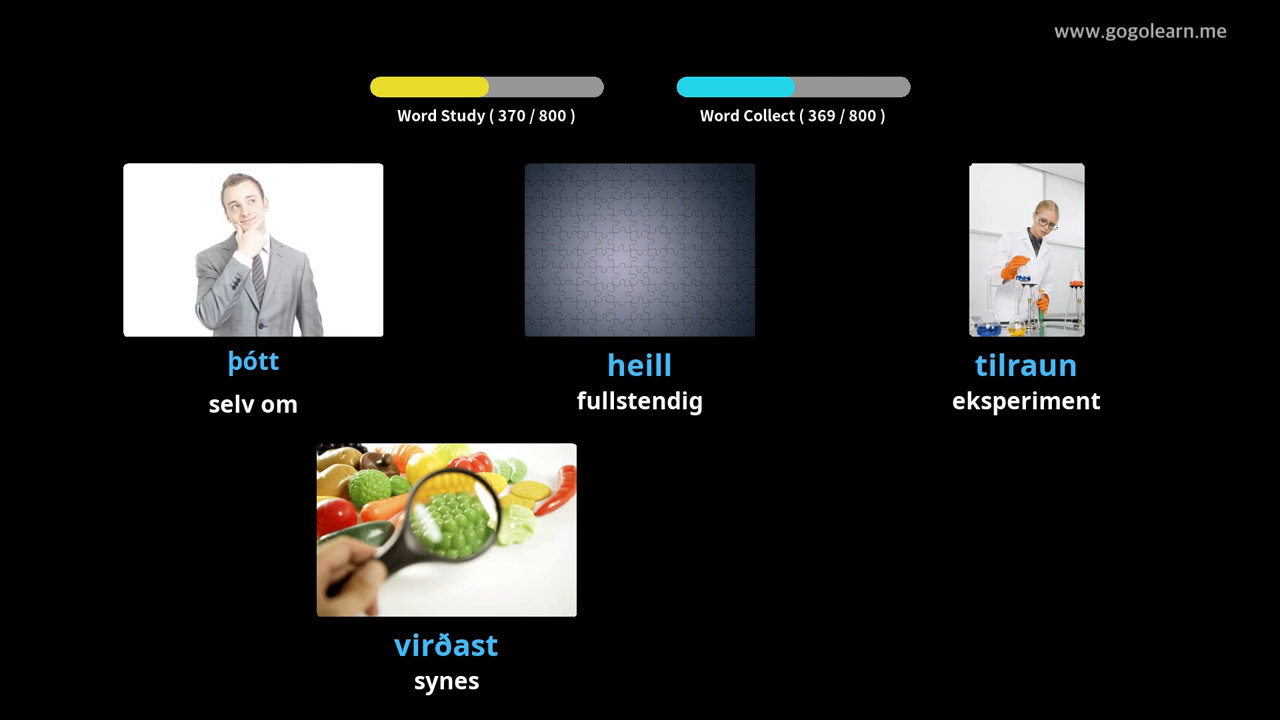 www.gogolearn.me
Word Study ( 370 / 800 )
Word Collect ( 369 / 800 )
þótt
selv om
heill
fullstendig
tilraun
eksperiment
virðast
synes